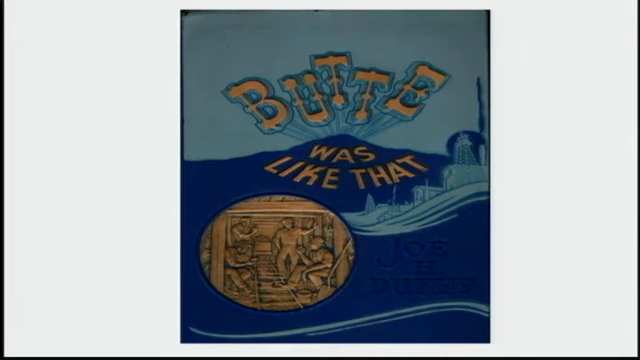 BUTTE
WAS
LIKE THAT
JOE
H
DUFFY